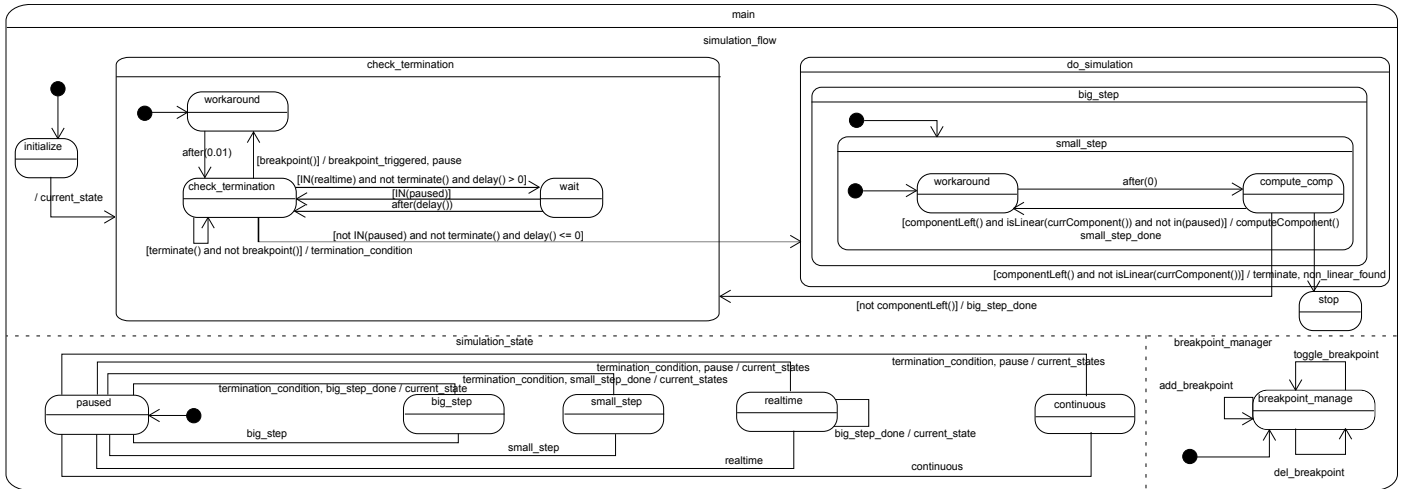 main
simulation_flow
check_termination
do_simulation
workaround
big_step
initialize
after(0.01)
[breakpoint()] / breakpoint_triggered, pause
small_step
check_termination
[IN(realtime) and not terminate() and delay() > 0]
wait
[IN(paused)]
after(delay())
workaround
after(0)
compute_comp
/ current_state
[componentLeft() and isLinear(currComponent()) and not in(paused)] / computeComponent()
small_step_done
[not IN(paused) and not terminate() and delay() <= 0]
[terminate() and not breakpoint()] / termination_condition
[componentLeft() and not isLinear(currComponent())] / terminate, non_linear_found
[not componentLeft()] / big_step_done
stop
simulation_state
breakpoint_manager
termination_condition, pause / current_states
termination_condition, pause / current_states
toggle_breakpoint
termination_condition, small_step_done / current_states
termination_condition, big_step_done / current_state
add_breakpoint
paused
big_step
small_step
realtime
continuous
breakpoint_manage
big_step
big_step_done / current_state
small_step
realtime
continuous
del_breakpoint